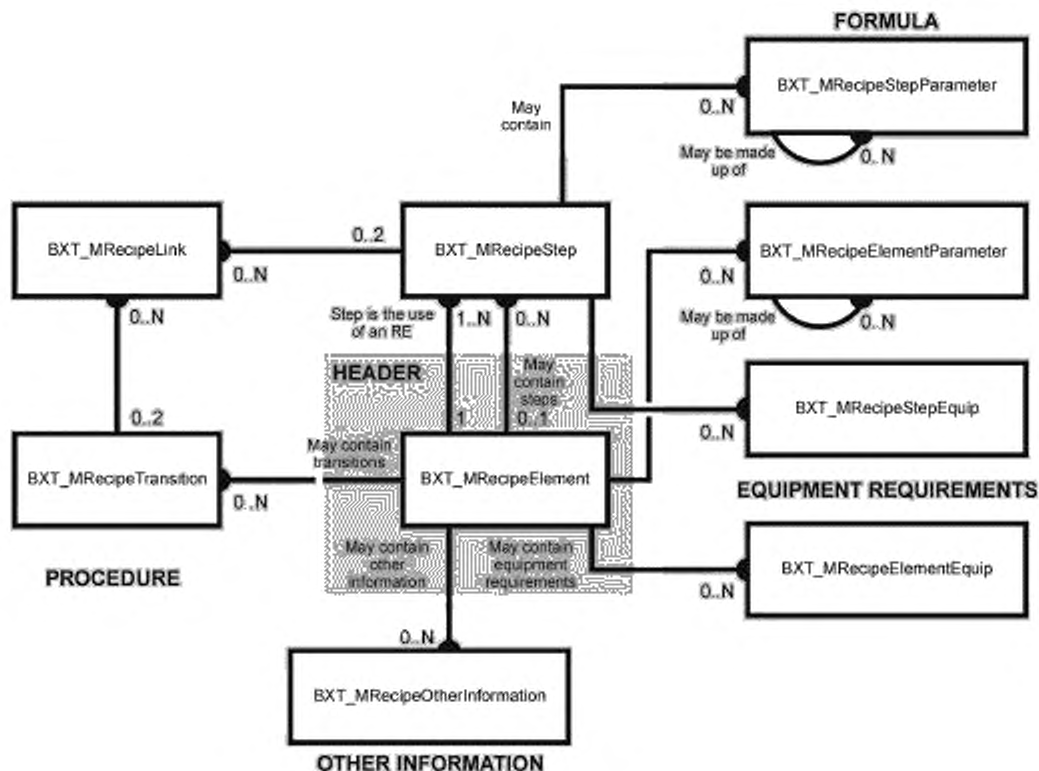 FORMULA
BXT_MRecipeStepParameter
0..N
May
contain
May be made
up of
0..N
BXT_MRecipeLink
0..N
0..2
BXT_MRecipeStep
BXT_MRecipeElementParameter
0..N
0..N
Step is the use
of an RE
1..N
0..N
May be made
up of
0..N
HEADER
May
contain
steps
0..2
1
0..1
BXT_MRecipeStepEquip
0..N
May contain
transitions
BXT_MRecipeTransition
0..N
BXT_MRecipeElement
EQUIPMENT REQUIREMENTS
PROCEDURE
May contain
other
information
May contain
equipment
requirements
BXT_MRecipeElementEquip
0..N
0..N
BXT_MRecipeOtherInformation
OTHER INFORMATION